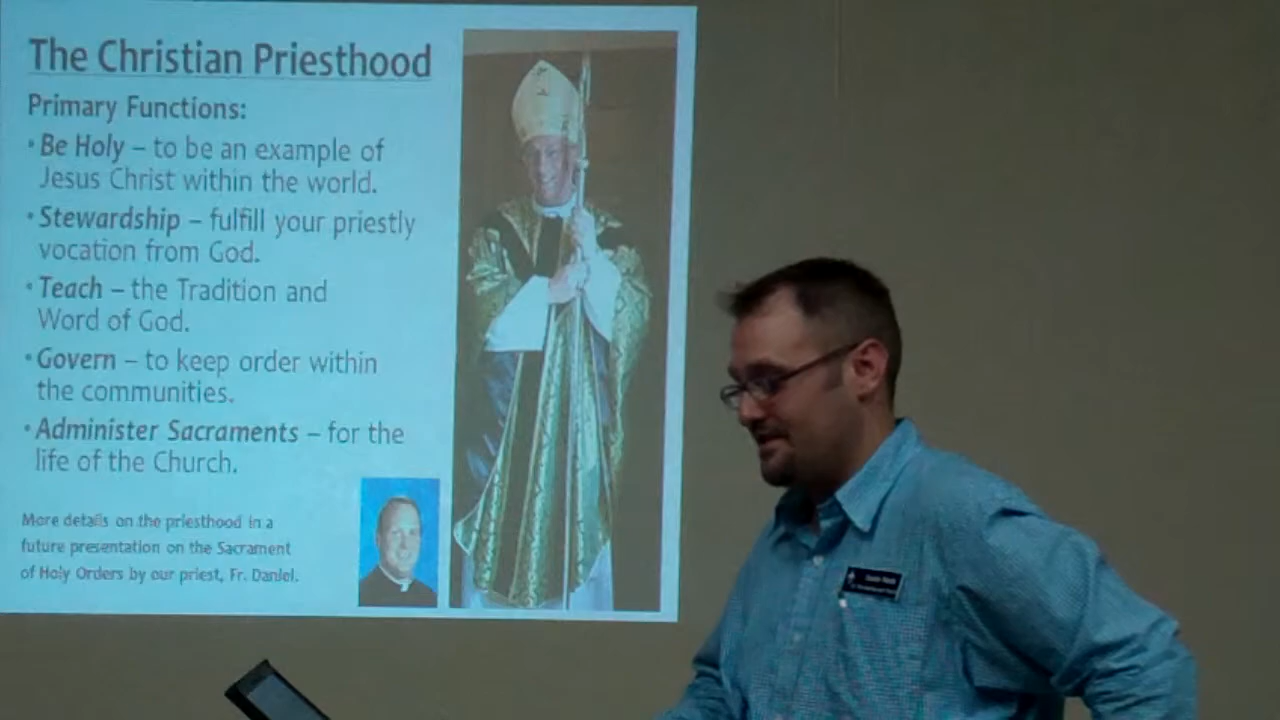 The Christian Priesthood
Primary Functions:
• Be Holy – to be an example of
Jesus Christ within the world.
• Stewardship – fulfill your priestly
vocation from God.
• Teach – the Tradition and
Word of God.
• Govern – to keep order within
the communities.
• Administer Sacraments – for the
life of the Church.
More details on the priesthood in a
future presentation on the Sacrament
of Holy Orders by our priest, Fr. Daniel.